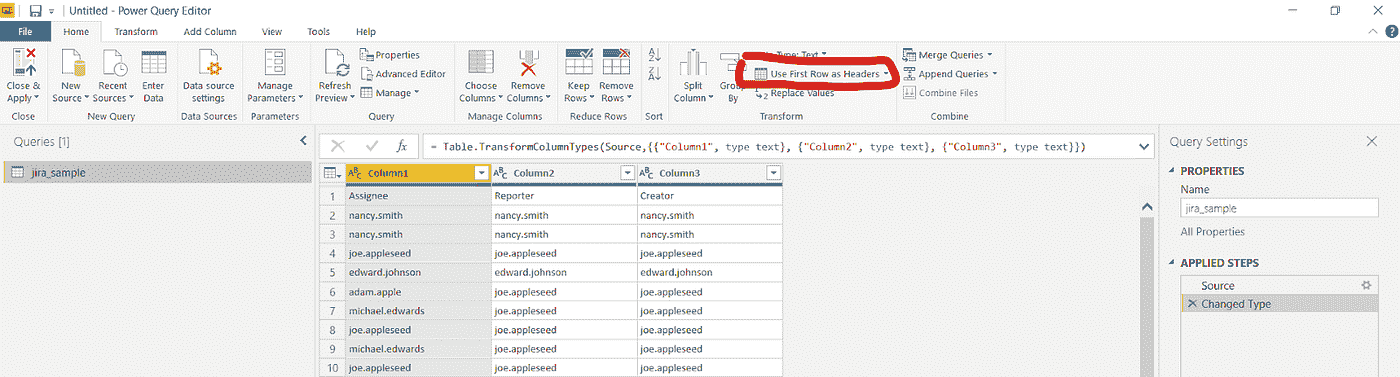 Untitled - Power Query Editor
File Home Transform Add Column View Tools Help
Close & Apply
New Source
Recent Sources
Enter Data
Data source settings
Manage Parameters
Refresh Preview
Properties
Advanced Editor
Manage
Choose Columns
Remove Columns
Keep Rows
Remove Rows
Split Column
Group By
Type: Text
Use First Row as Headers
Replace Values
Merge Queries
Append Queries
Combine Files
Close New Query Data Sources Parameters Query Manage Columns Reduce Rows Sort Transform Combine
Queries [1]
jira_sample
fx = Table.TransformColumnTypes(Source,{{"Column1", type text}, {"Column2", type text}, {"Column3", type text}})
ABC Column1 ABC Column2 ABC Column3
1 Assignee Reporter Creator
2 nancy.smith nancy.smith nancy.smith
3 nancy.smith nancy.smith nancy.smith
4 joe.appleseed joe.appleseed joe.appleseed
5 edward.johnson edward.johnson edward.johnson
6 adam.apple joe.appleseed joe.appleseed
7 michael.edwards joe.appleseed joe.appleseed
8 joe.appleseed joe.appleseed joe.appleseed
9 michael.edwards joe.appleseed joe.appleseed
10 joe.appleseed joe.appleseed joe.appleseed
Query Settings
PROPERTIES
Name
jira_sample
All Properties
APPLIED STEPS
Source
Changed Type